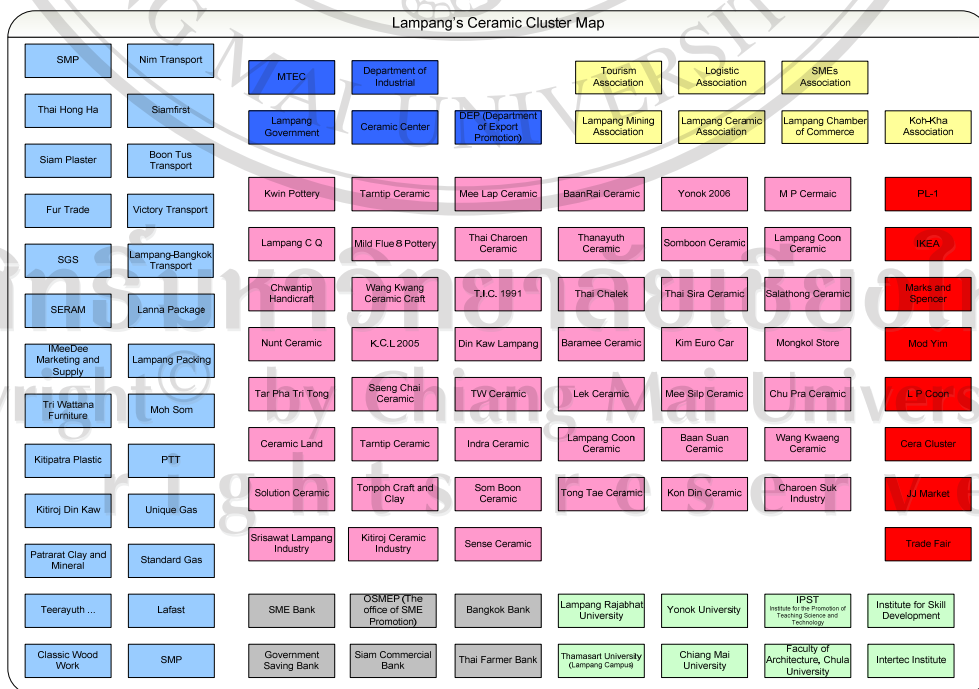 Lampang's Ceramic Cluster Map
SMP
Nim Transport
Thai Hong Ha
Siamfirst
Siam Plaster
Boon Tus
Transport
Fur Trade
Victory Transport
SGS
Lampang-Bangkok
Transport
SERAM
Lanna Package
IMeeDee
Marketing and
Supply
Lampang Packing
Tri Wattana
Furniture
Moh Som
Kitipatra Plastic
PTT
Kitiroj Din Kaw
Unique Gas
Patrarat Clay and
Mineral
Standard Gas
Teerayuth ...
Lafast
Classic Wood
Work
SMP
MTEC
Department of
Industrial
Lampang
Government
Ceramic Center
DEP (Department
of Export
Promotion)
Tourism
Association
Logistic
Association
SMEs
Association
Lampang Mining
Association
Lampang Ceramic
Association
Lampang Chamber
of Commerce
Koh-Kha
Association
Kwin Pottery
Tarntip Ceramic
Mee Lap Ceramic
BaanRai Ceramic
Yonok 2006
M P Cermaic
Lampang C Q
Mild Flue 8 Pottery
Thai Charoen
Ceramic
Thanayuth
Ceramic
Somboon Ceramic
Lampang Coon
Ceramic
Chwantip
Handicraft
Wang Kwang
Ceramic Craft
T.I.C. 1991
Thai Chalek
Thai Sira Ceramic
Salathong Ceramic
Nunt Ceramic
K.C.L 2005
Din Kaw Lampang
Baramee Ceramic
Kim Euro Car
Mongkol Store
Tar Pha Tri Tong
Saeng Chai
Ceramic
TW Ceramic
Lek Ceramic
Mee Silp Ceramic
Chu Pra Ceramic
Ceramic Land
Tarntip Ceramic
Indra Ceramic
Lampang Coon
Ceramic
Baan Suan
Ceramic
Wang Kwaeng
Ceramic
Solution Ceramic
Tonpoh Craft and
Clay
Som Boon
Ceramic
Tong Tae Ceramic
Kon Din Ceramic
Charoen Suk
Industry
Srisawat Lampang
Industry
Kitiroj Ceramic
Industry
Sense Ceramic
PL-1
IKEA
Marks and
Spencer
Mod Yim
L P Coon
Cera Cluster
JJ Market
Trade Fair
SME Bank
OSMEP (The
office of SME
Promotion)
Bangkok Bank
Government
Saving Bank
Siam Commercial
Bank
Thai Farmer Bank
Lampang Rajabhat
University
Yonok University
IPST
Institute for the Promotion of
Teaching Science and
Technology
Institute for Skill
Development
Thamasart University
(Lampang Campus)
Chiang Mai
University
Faculty of
Architecture, Chula
University
Intertec Institute